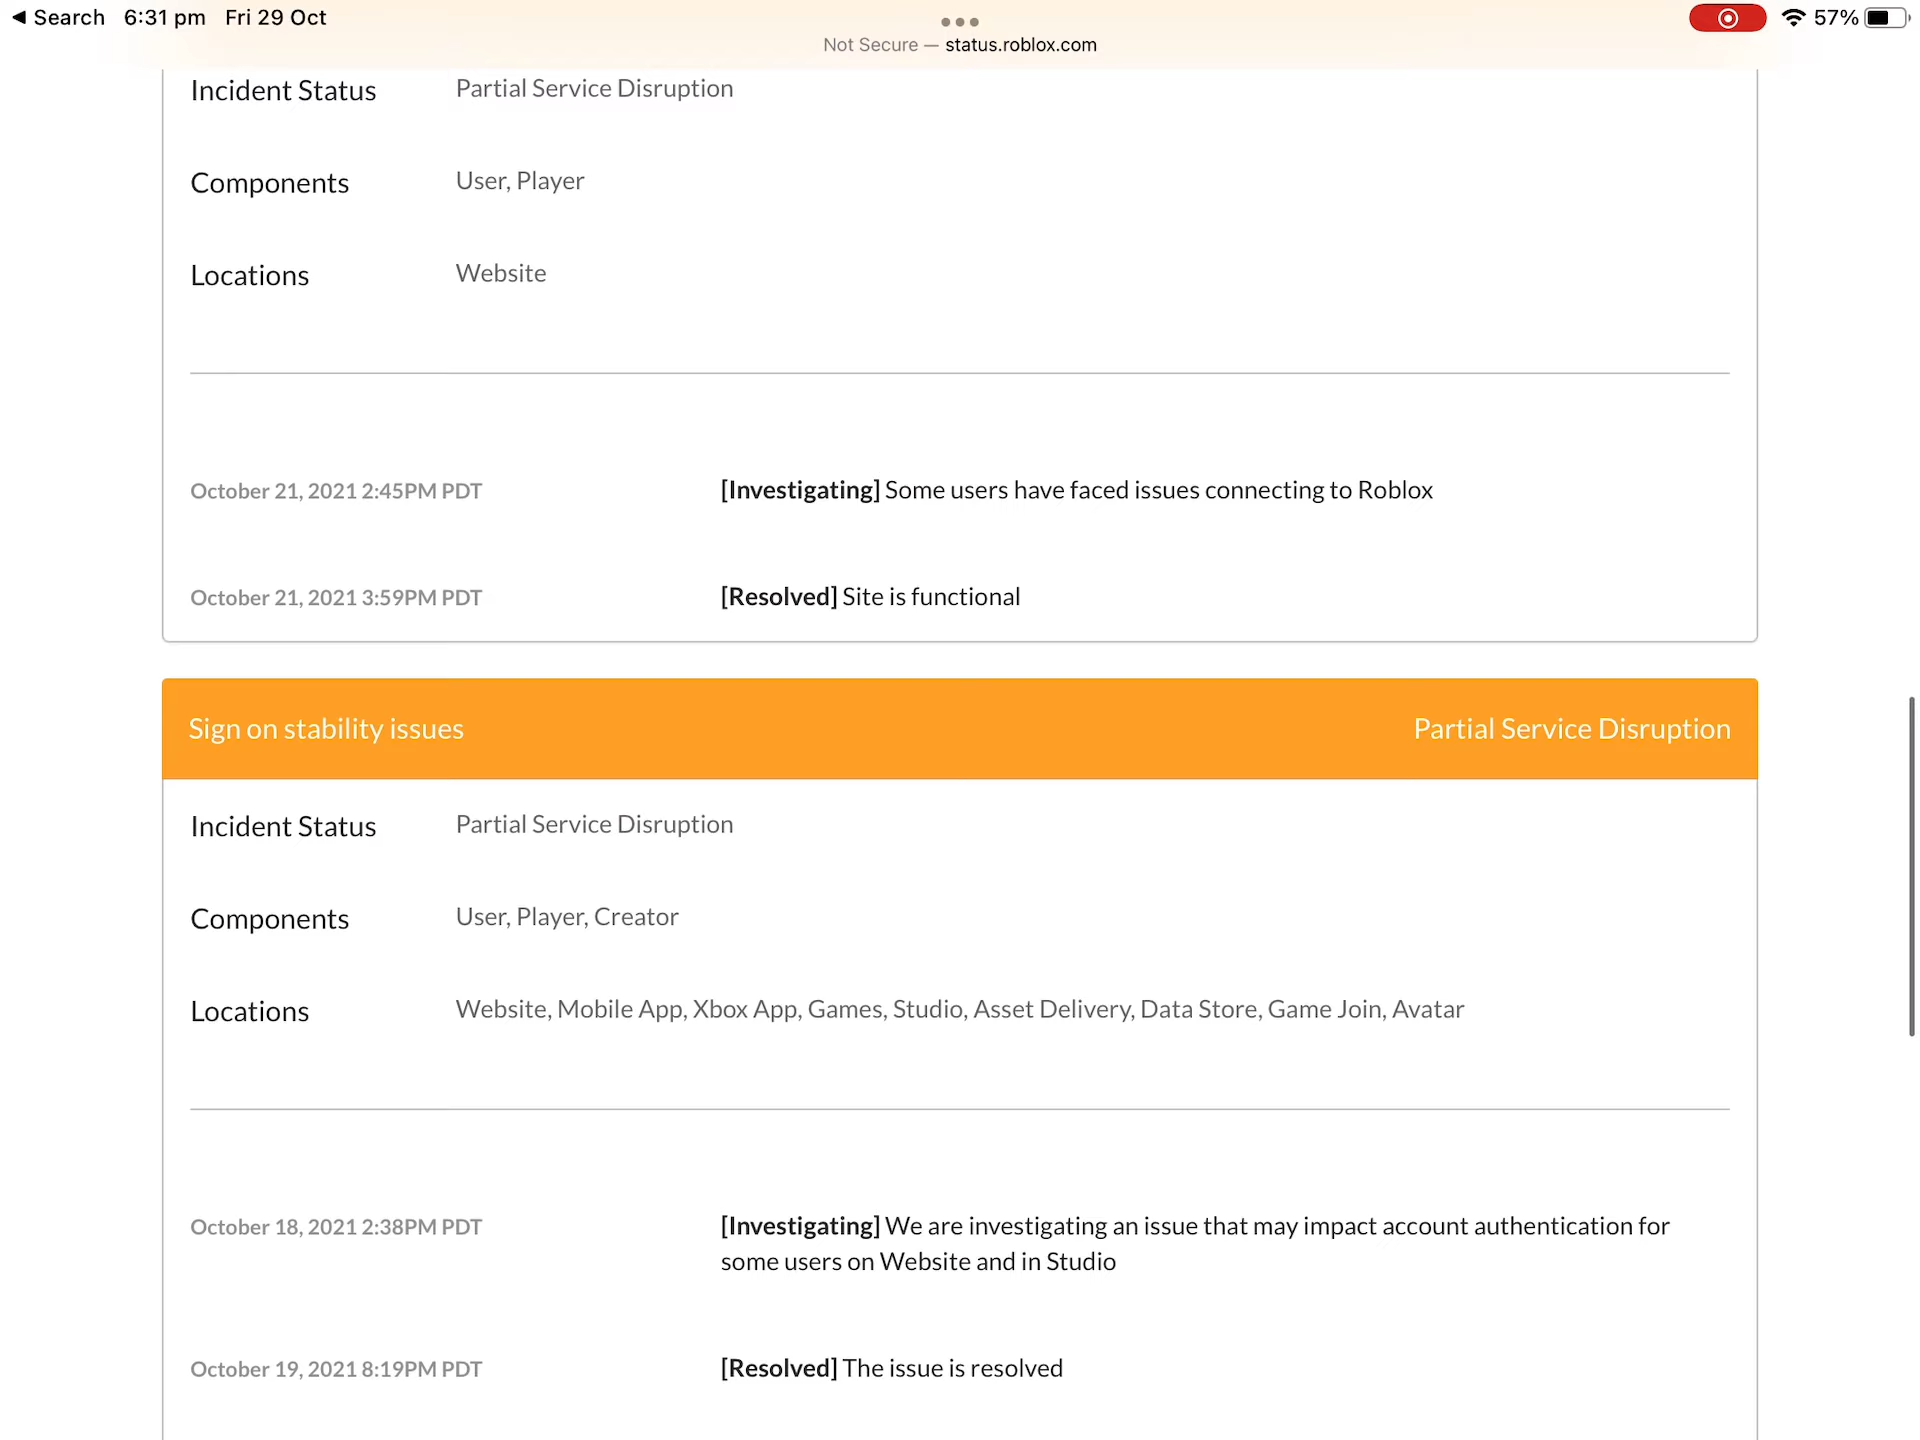 Search 6:31 pm Fri 29 Oct
57%
Not Secure — status.roblox.com
Incident Status Partial Service Disruption
Components User, Player
Locations Website
October 21, 2021 2:45PM PDT [Investigating] Some users have faced issues connecting to Roblox
October 21, 2021 3:59PM PDT [Resolved] Site is functional
Sign on stability issues Partial Service Disruption
Incident Status Partial Service Disruption
Components User, Player, Creator
Locations Website, Mobile App, Xbox App, Games, Studio, Asset Delivery, Data Store, Game Join, Avatar
October 18, 2021 2:38PM PDT [Investigating] We are investigating an issue that may impact account authentication for
some users on Website and in Studio
October 19, 2021 8:19PM PDT [Resolved] The issue is resolved